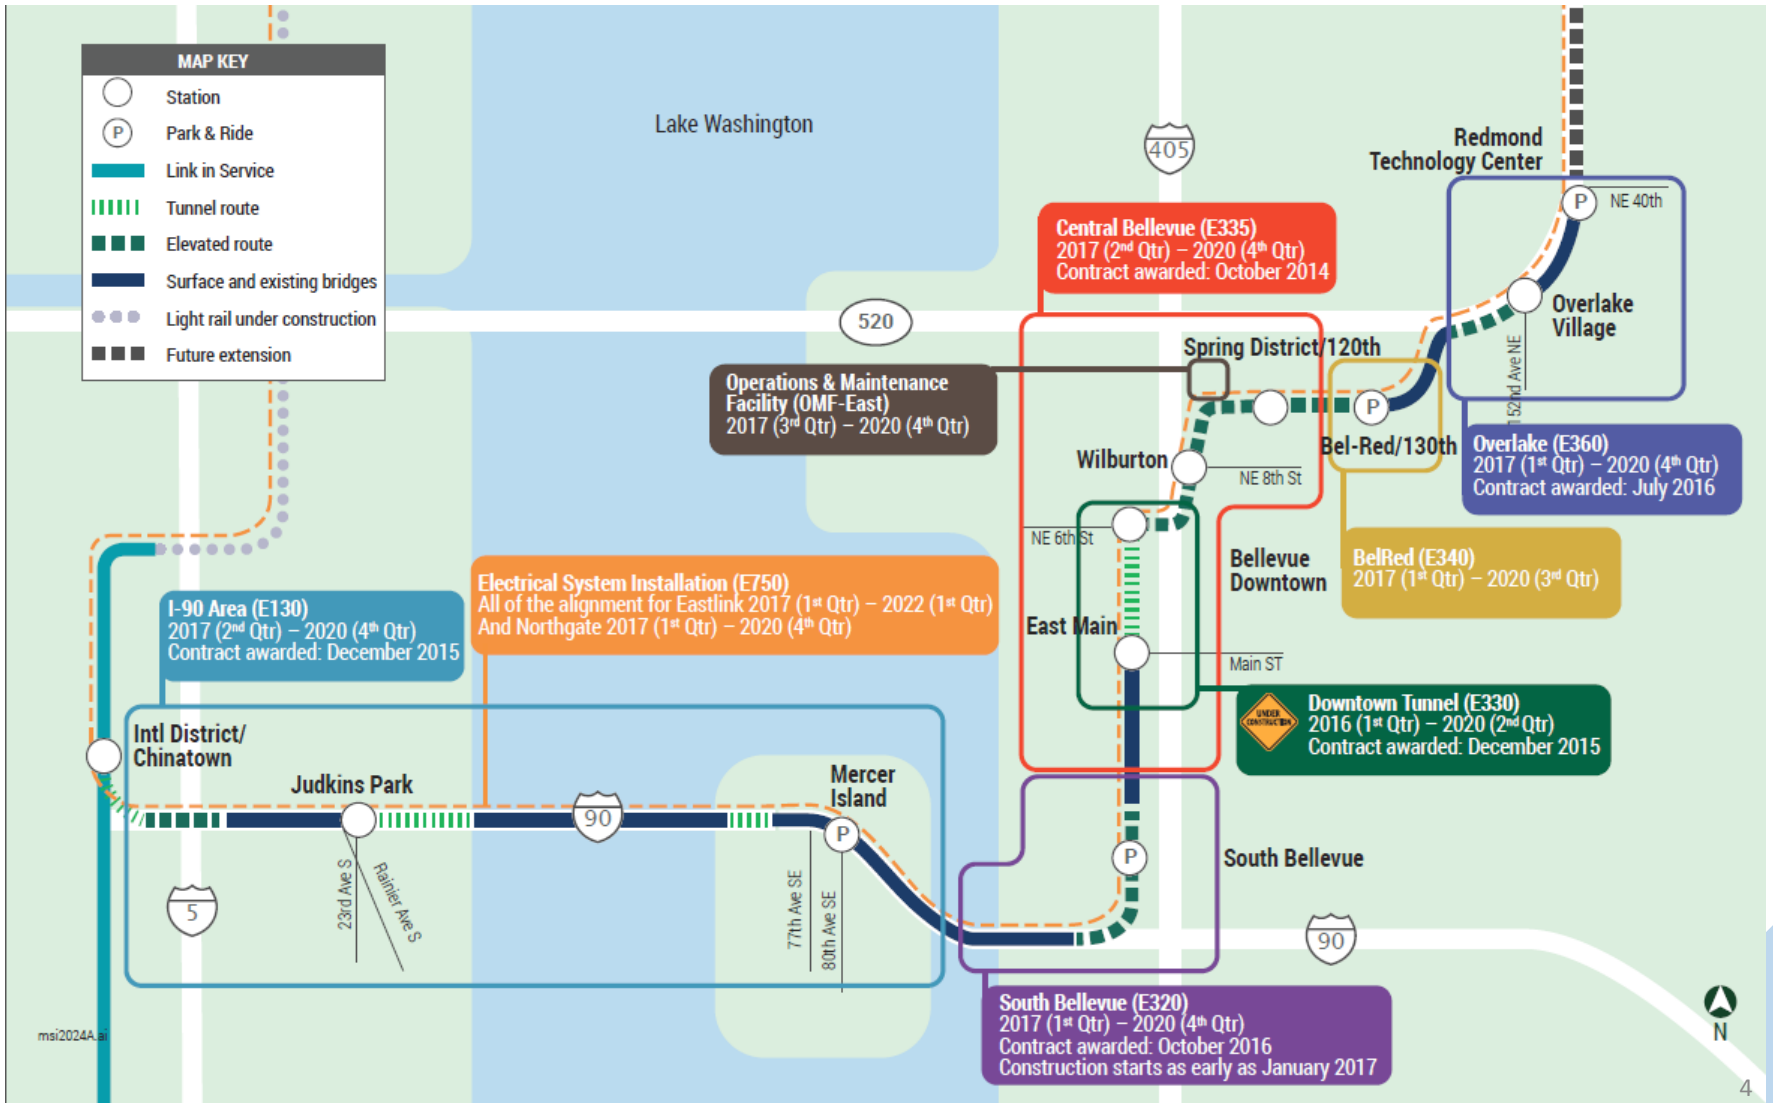 MAP KEY
Station
P Park & Ride
Link in Service
Tunnel route
Elevated route
Surface and existing bridges
Light rail under construction
Future extension
Lake Washington
405
520
Redmond
Technology Center
P
NE 40th
Central Bellevue (E335)
2017 (2nd Qtr) – 2020 (4th Qtr)
Contract awarded: October 2014
Overlake
Village
152nd Ave NE
Spring District/120th
Operations & Maintenance
Facility (OMF-East)
2017 (3rd Qtr) – 2020 (4th Qtr)
P
Bel-Red/130th
Wilburton
NE 8th St
Overlake (E360)
2017 (1st Qtr) – 2020 (4th Qtr)
Contract awarded: July 2016
NE 6th St
Bellevue
Downtown
BelRed (E340)
2017 (1st Qtr) – 2020 (3rd Qtr)
Electrical System Installation (E750)
All of the alignment for Eastlink 2017 (1st Qtr) – 2022 (1st Qtr)
And Northgate 2017 (1st Qtr) – 2020 (4th Qtr)
I-90 Area (E130)
2017 (2nd Qtr) – 2020 (4th Qtr)
Contract awarded: December 2015
East Main
Main ST
UNDER
CONSTRUCTION
Downtown Tunnel (E330)
2016 (1st Qtr) – 2020 (2nd Qtr)
Contract awarded: December 2015
Intl District/
Chinatown
Judkins Park
Mercer
Island
P
90
23rd Ave S
Rainier Ave S
77th Ave SE
80th Ave SE
5
P
South Bellevue
90
South Bellevue (E320)
2017 (1st Qtr) – 2020 (4th Qtr)
Contract awarded: October 2016
Construction starts as early as January 2017
msi2024A.ai
N
4